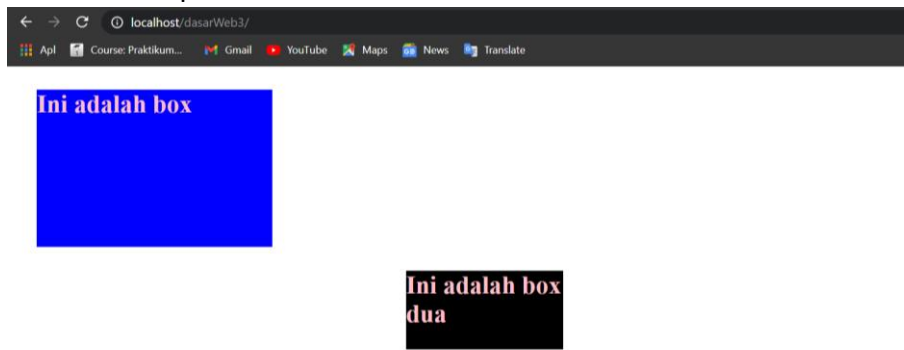 localhost/dasarWeb3/
Apl Course: Praktikum... Gmail YouTube Maps News Translate
Ini adalah box
Ini adalah box
dua